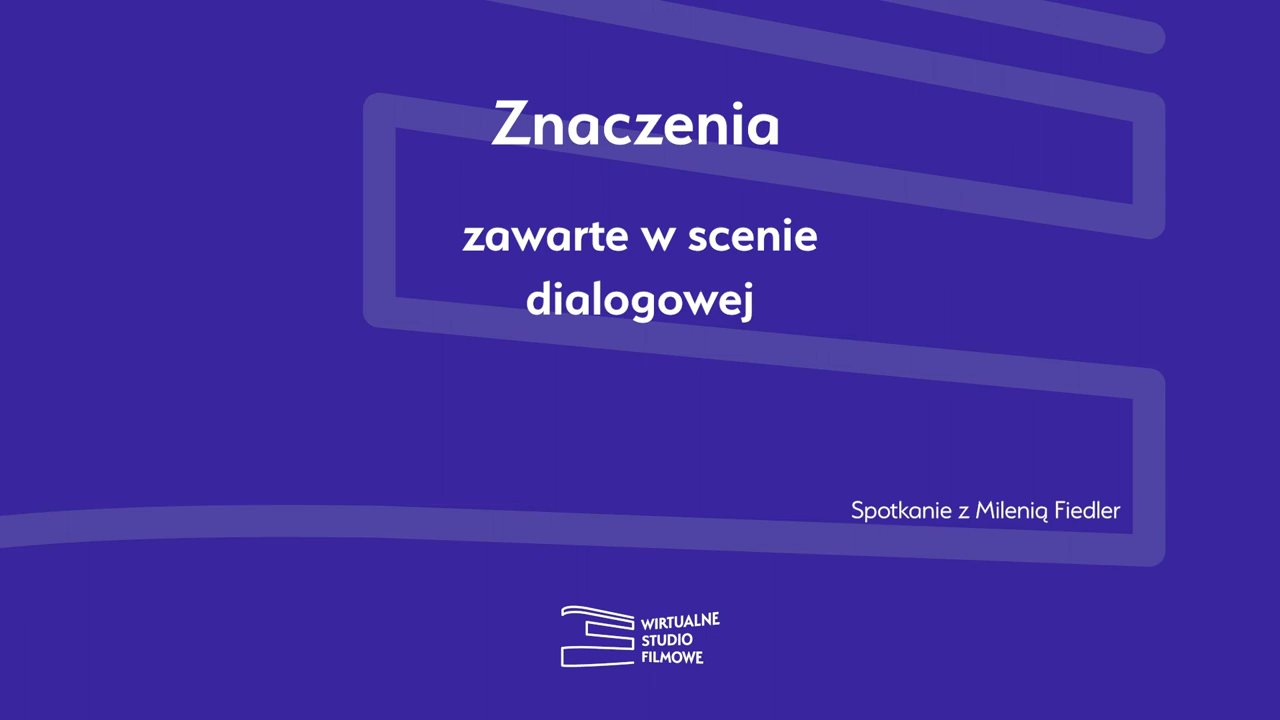 Znaczenia
zawarte w scenie
dialogowej
Spotkanie z Milenią Fiedler
WIRTUALNE
STUDIO
FILMOWE